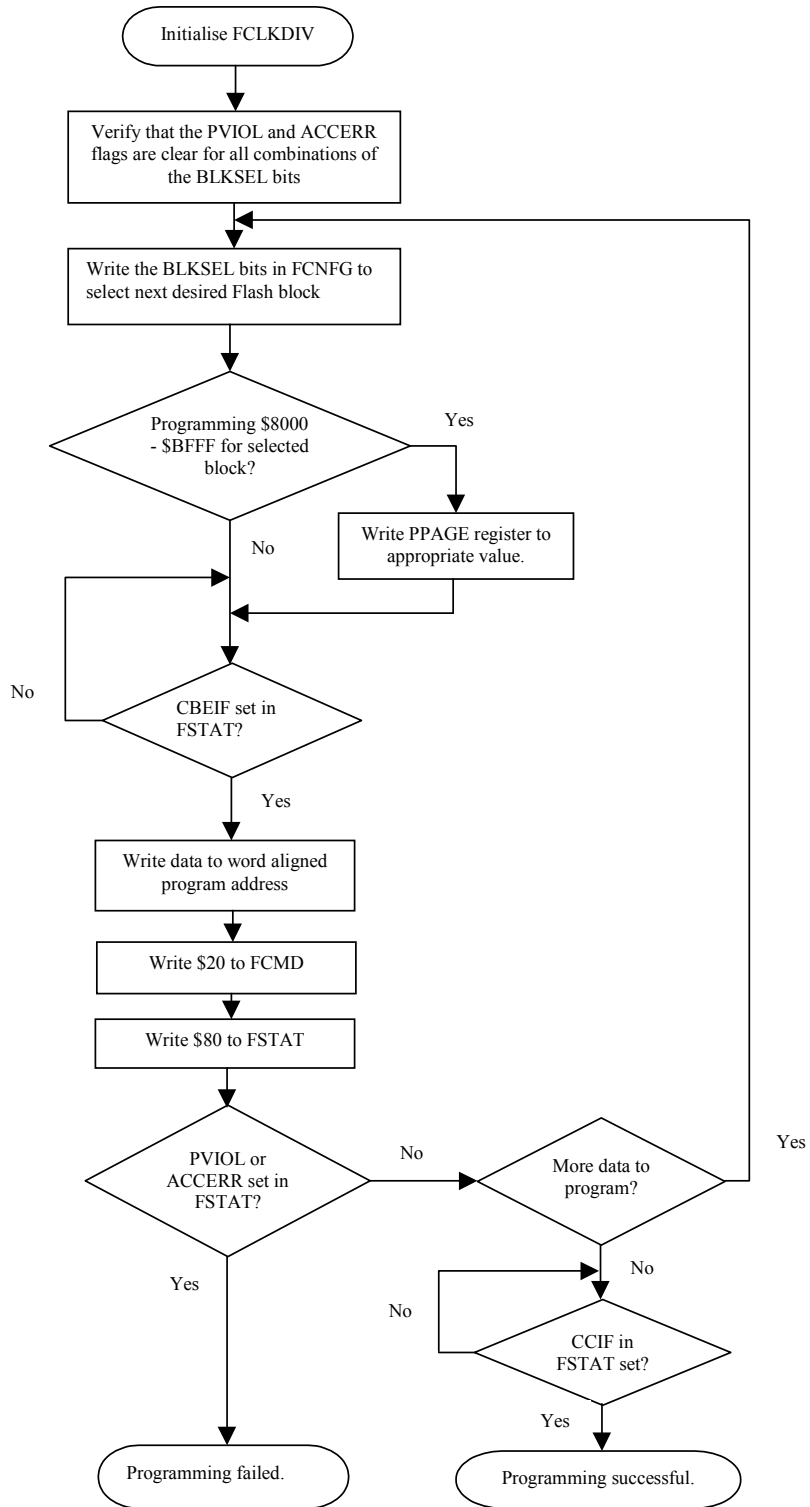 Initialise FCLKDIV
Verify that the PVIOL and ACCERR
flags are clear for all combinations of
the BLKSEL bits
Write the BLKSEL bits in FCNFG to
select next desired Flash block
Programming $8000
- $BFFF for selected
block?
Yes
Write PPAGE register to
appropriate value.
No
No
CBEIF set in
FSTAT?
Yes
Write data to word aligned
program address
Write $20 to FCMD
Write $80 to FSTAT
PVIOL or
ACCERR set in
FSTAT?
No
More data to
program?
Yes
Yes
No
No
CCIF in
FSTAT set?
Yes
Programming failed.
Programming successful.